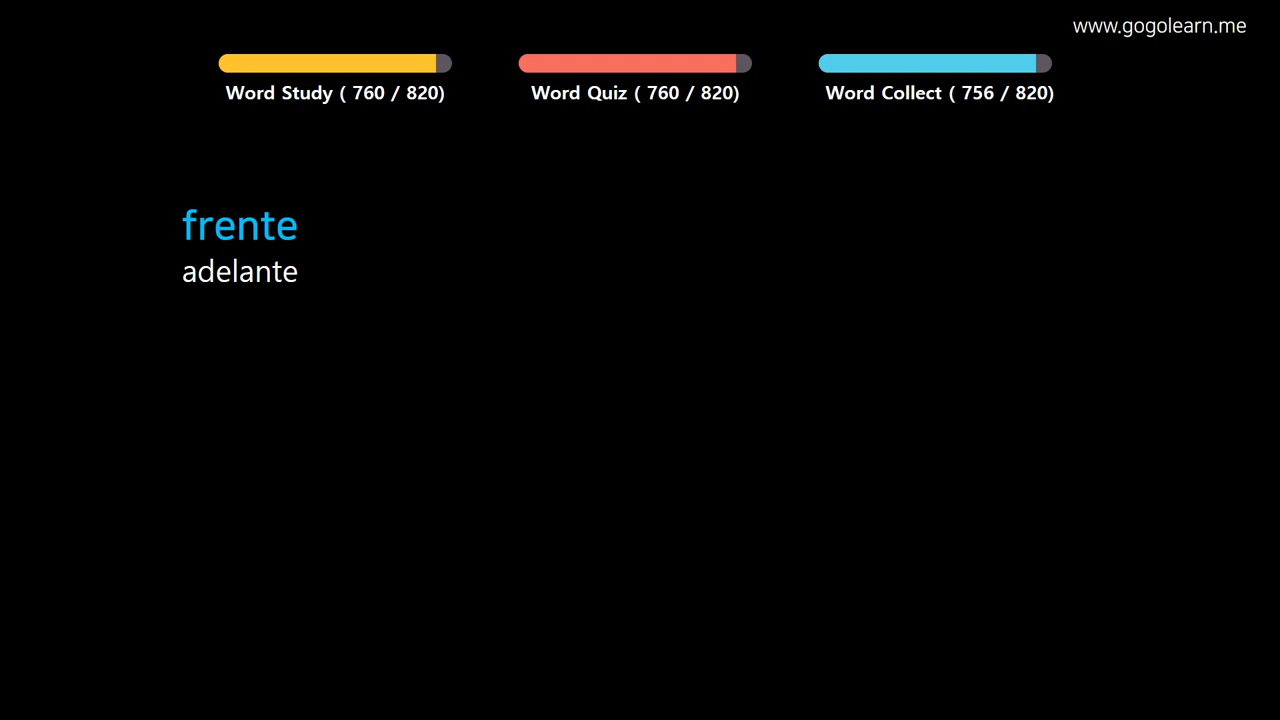 www.gogolearn.me
Word Study ( 760 / 820)
Word Quiz ( 760 / 820)
Word Collect ( 756 / 820)
frente
adelante